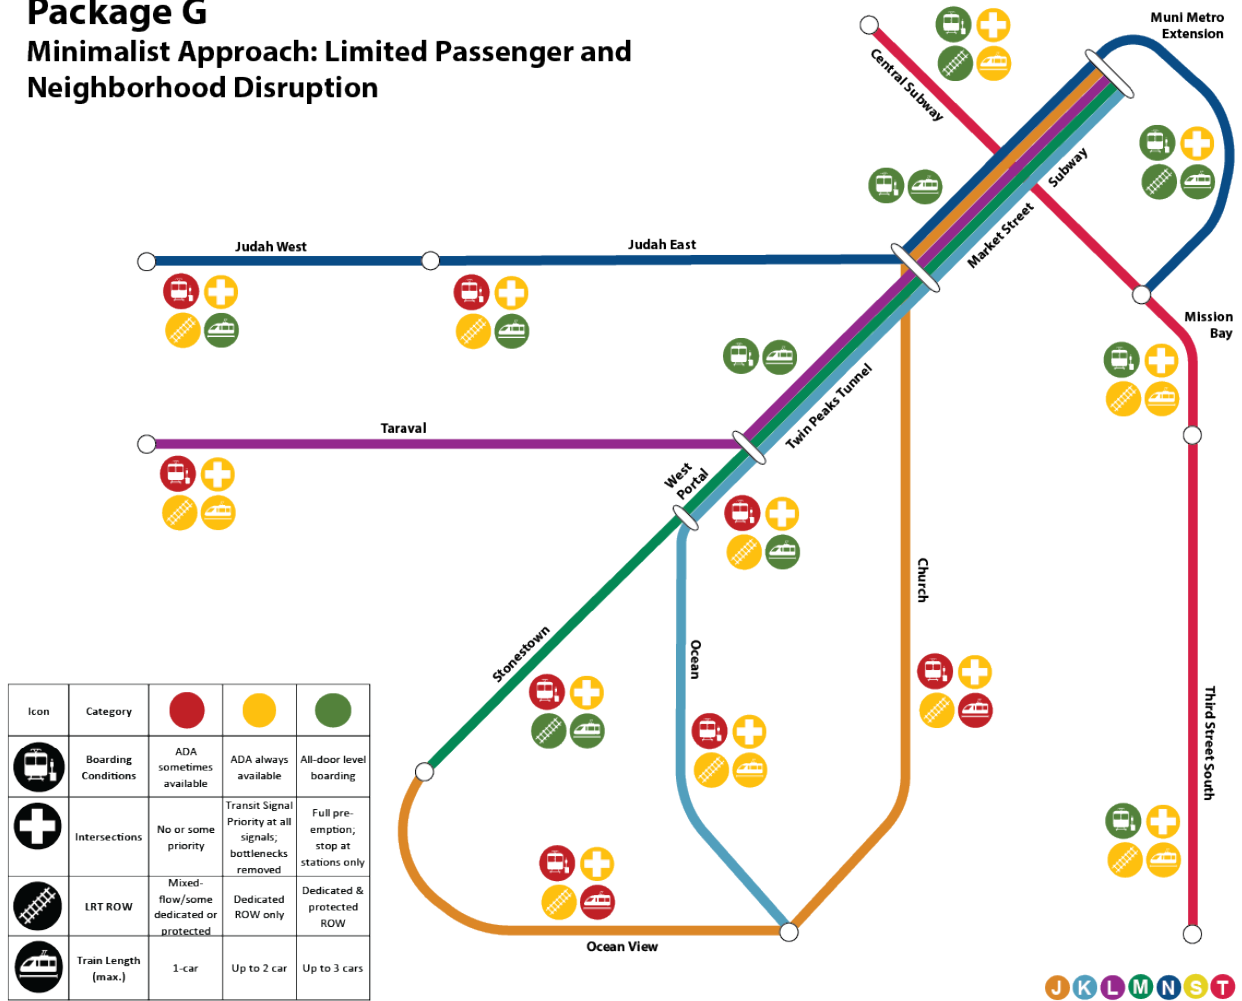 Package G
Minimalist Approach: Limited Passenger and
Neighborhood Disruption
Muni Metro
Extension
Central Subway
Subway
Market Street
Judah West
Judah East
Mission
Bay
Twin Peaks Tunnel
Taraval
West
Portal
Church
Stonestown
Ocean
Third Street South
Ocean View
Icon
Category
Boarding
Conditions
ADA
sometimes
available
ADA always
available
All-door level
boarding
Intersections
No or some
priority
Transit Signal
Priority at all
signals;
bottlenecks
removed
Full pre-
emption;
stop at
stations only
LRT ROW
Mixed-
flow/some
dedicated or
protected
Dedicated
ROW only
Dedicated &
protected
ROW
Train Length
(max.)
1-car
Up to 2 car
Up to 3 cars
J K L M N S T